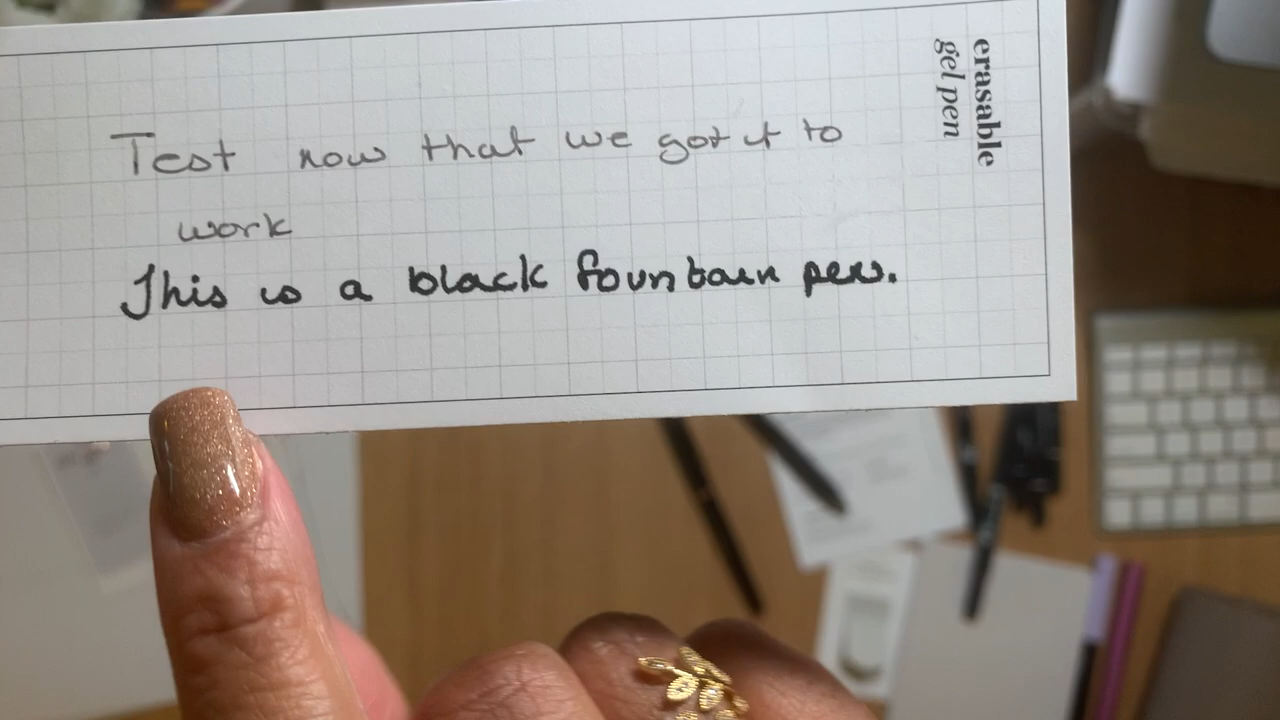 Test now that we got it to
work
This is a black fountain pen.
erasable
gel pen